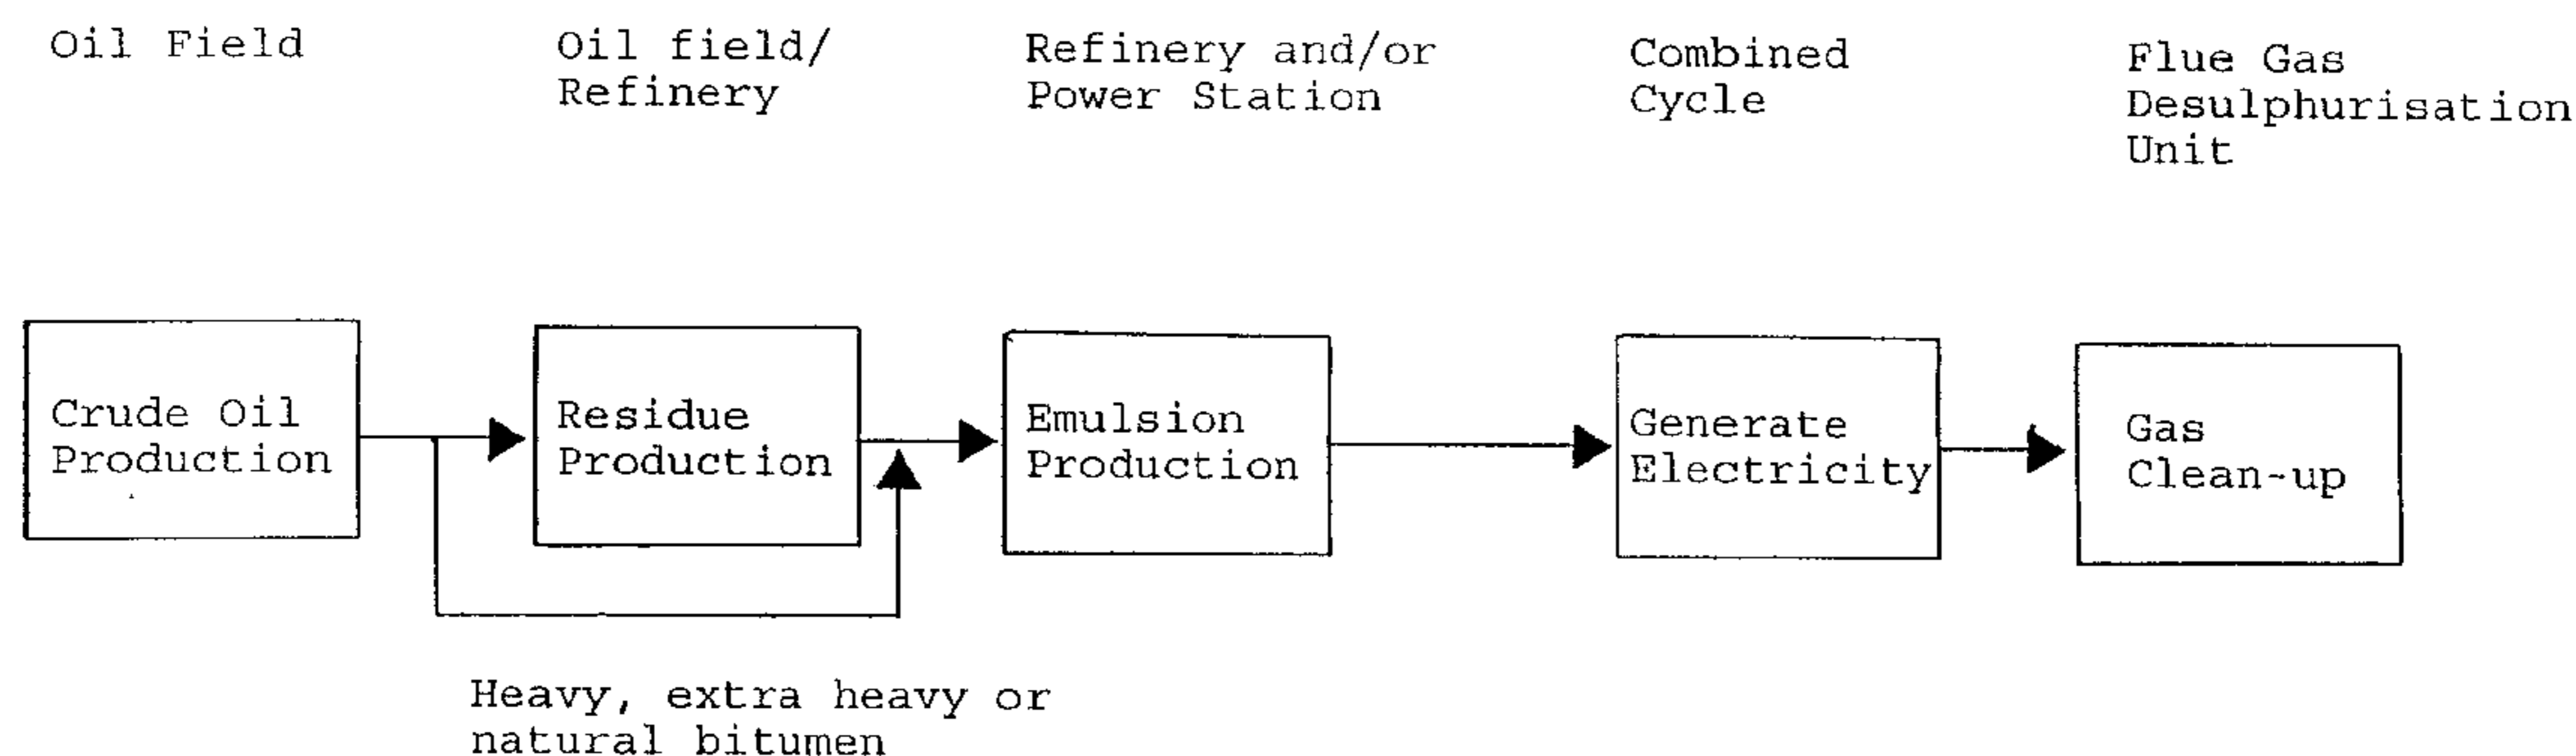 Oil Field
Oil field/
Refinery
Refinery and/or
Power Station
Combined
Cycle
Flue Gas
Desulphurisation
Unit
Crude Oil
Production
Residue
Production
Emulsion
Production
Generate
Electricity
Gas
Clean-up
Heavy, extra heavy or
natural bitumen